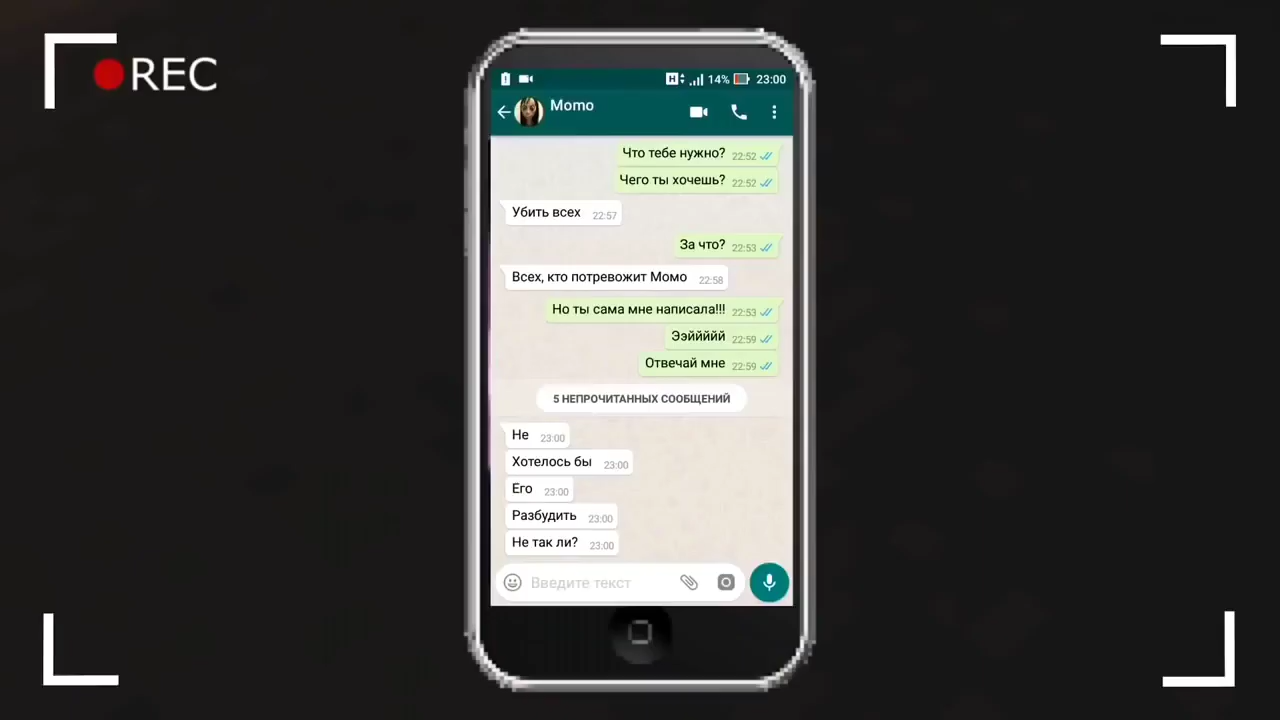 REC
14% 23:00
Momo
Что тебе нужно? 22:52
Чего ты хочешь? 22:52
Убить всех 22:57
За что? 22:53
Всех, кто потревожит Момо 22:58
Но ты сама мне написала!!! 22:53
Ээййййй 22:59
Отвечай мне 22:59
5 НЕПРОЧИТАННЫХ СООБЩЕНИЙ
Не 23:00
Хотелось бы 23:00
Его 23:00
Разбудить 23:00
Не так ли? 23:00
Введите текст